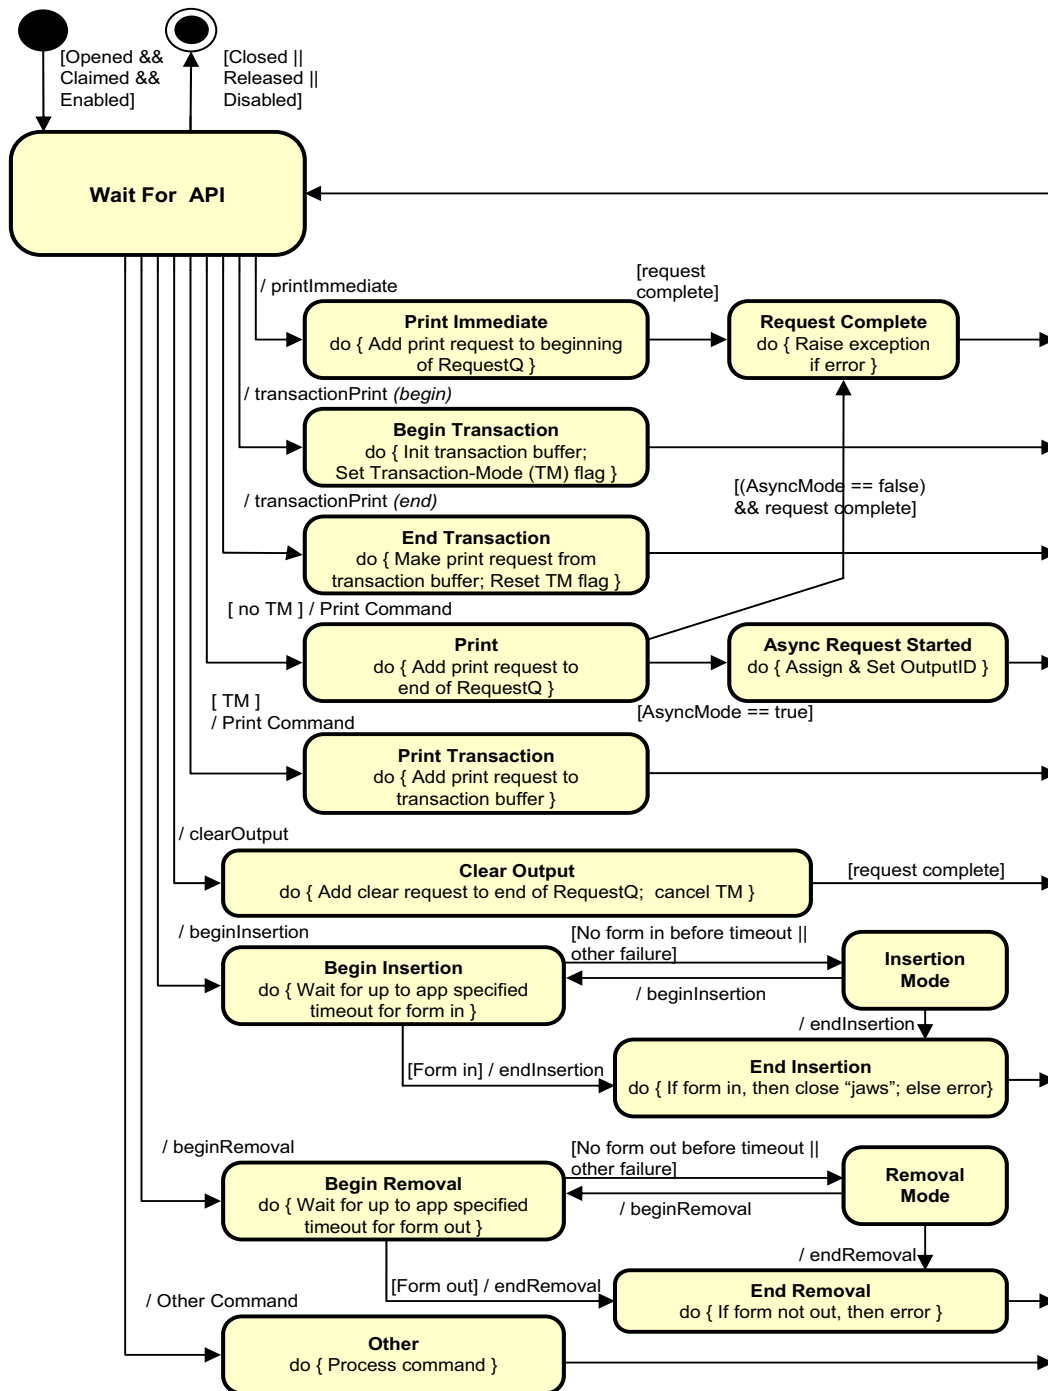 [Opened &&
Claimed &&
Enabled]
[Closed ||
Released ||
Disabled]
Wait For API
/ printImmediate
[request
complete]
Print Immediate
do { Add print request to beginning
of RequestQ }
Request Complete
do { Raise exception
if error }
/ transactionPrint (begin)
Begin Transaction
do { Init transaction buffer;
Set Transaction-Mode (TM) flag }
[(AsyncMode == false)
&& request complete]
/ transactionPrint (end)
End Transaction
do { Make print request from
transaction buffer; Reset TM flag }
[ no TM ] / Print Command
Print
do { Add print request to
end of RequestQ }
Async Request Started
do { Assign & Set OutputID }
[AsyncMode == true]
[ TM ]
/ Print Command
Print Transaction
do { Add print request to
transaction buffer }
/ clearOutput
Clear Output
do { Add clear request to end of RequestQ; cancel TM }
[request complete]
/ beginInsertion
Begin Insertion
do { Wait for up to app specified
timeout for form in }
[No form in before timeout ||
other failure]
/ beginInsertion
Insertion
Mode
/ endInsertion
[Form in] / endInsertion
End Insertion
do { If form in, then close “jaws”; else error}
/ beginRemoval
Begin Removal
do { Wait for up to app specified
timeout for form out }
[No form out before timeout ||
other failure]
/ beginRemoval
Removal
Mode
/ endRemoval
[Form out] / endRemoval
End Removal
do { If form not out, then error }
/ Other Command
Other
do { Process command }